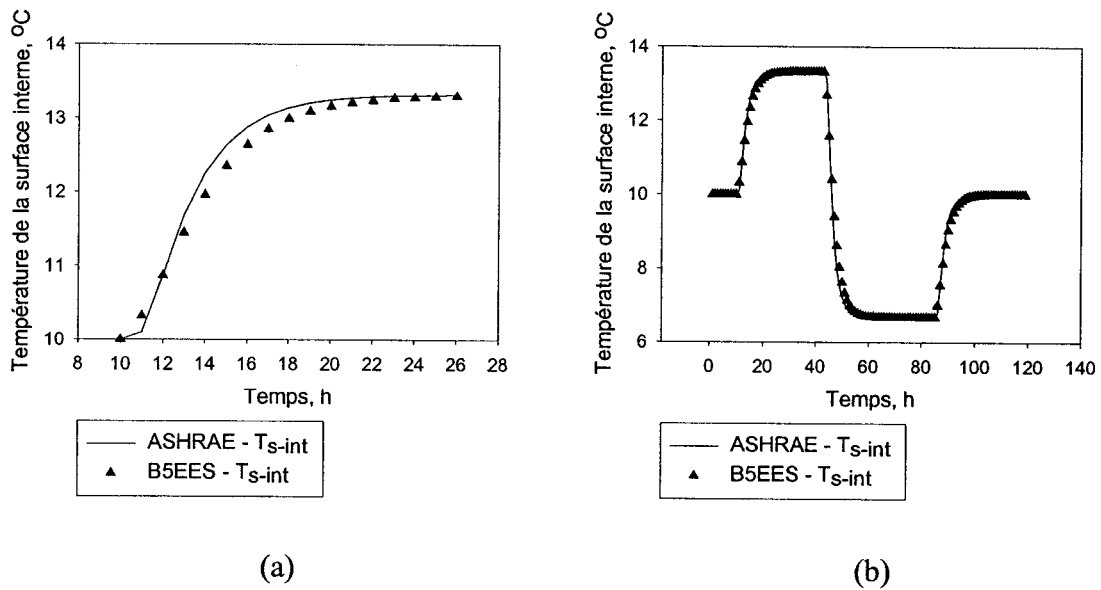 Température de la surface interne, ºC
14
13
12
11
10
8 10 12 14 16 18 20 22 24 26 28
Temps, h
ASHRAE - Ts-int
B5EES - Ts-int
(a)
Température de la surface interne, ºC
14
12
10
8
6
0 20 40 60 80 100 120 140
Temps, h
ASHRAE - Ts-int
B5EES - Ts-int
(b)